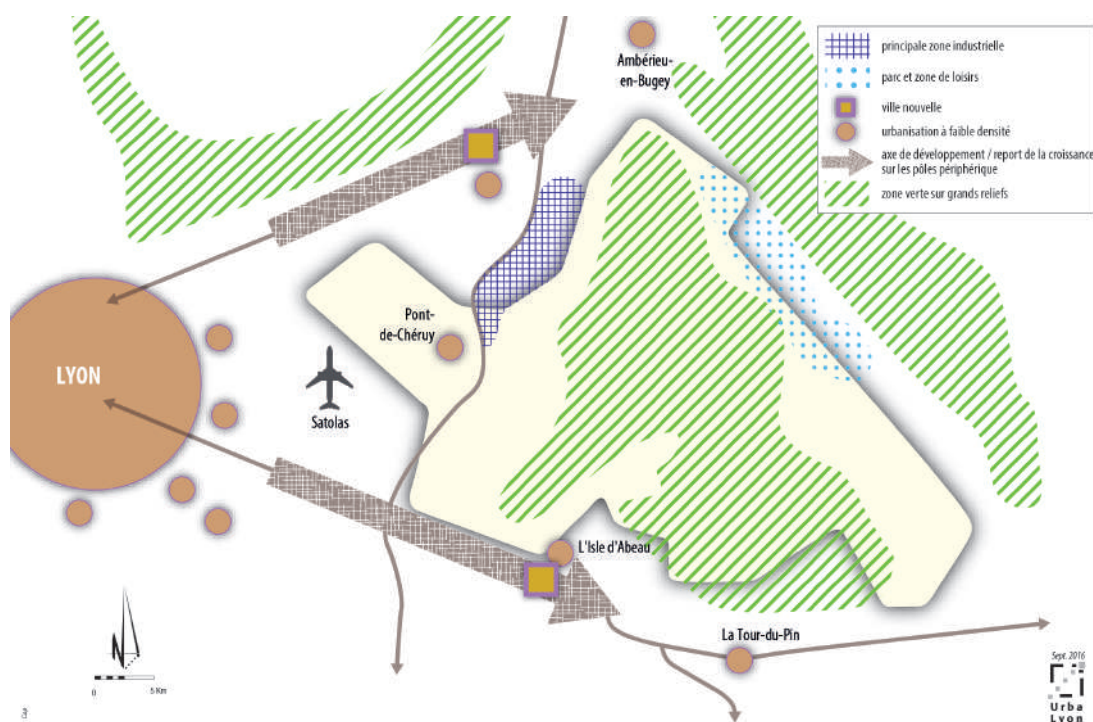 Ambérieu-
en-Bugey
principale zone industrielle
parc et zone de loisirs
ville nouvelle
urbanisation à faible densité
axe de développement / report de la croissance
sur les pôles périphérique
zone verte sur grands reliefs
Pont-
de-Chéruy
LYON
Satolas
L'Isle d'Abeau
La Tour-du-Pin
N
0 5 Km
Sept. 2016
Urba
Lyon